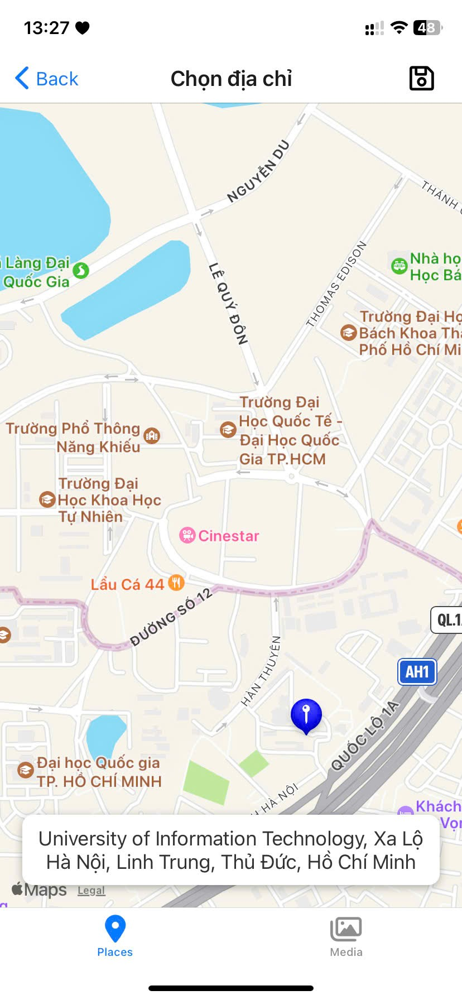 13:27
48
Back
Chọn địa chỉ
NGUYỄN DU
THÁNH
LÊ QUÝ ĐÔN
THOMAS EDISON
Làng Đại
Quốc Gia
Nhà họ
Học Bá
Trường Đại Họ
Bách Khoa Thà
Phố Hồ Chí Mi
Trường Đại
Học Quốc Tế -
Đại Học Quốc
Gia TP.HCM
Trường Phổ Thông
Năng Khiếu
Trường Đại
Học Khoa Học
Tự Nhiên
Cinestar
Lẩu Cá 44
ĐƯỜNG SỐ 12
QL.1
HÀN THUYÊN
AH1
QUỐC LỘ 1A
Đại học Quốc gia
TP. HỒ CHÍ MINH
HÀ NỘI
Khách
Vọn
University of Information Technology, Xa Lộ
Hà Nội, Linh Trung, Thủ Đức, Hồ Chí Minh
Maps
Legal
Places
Media